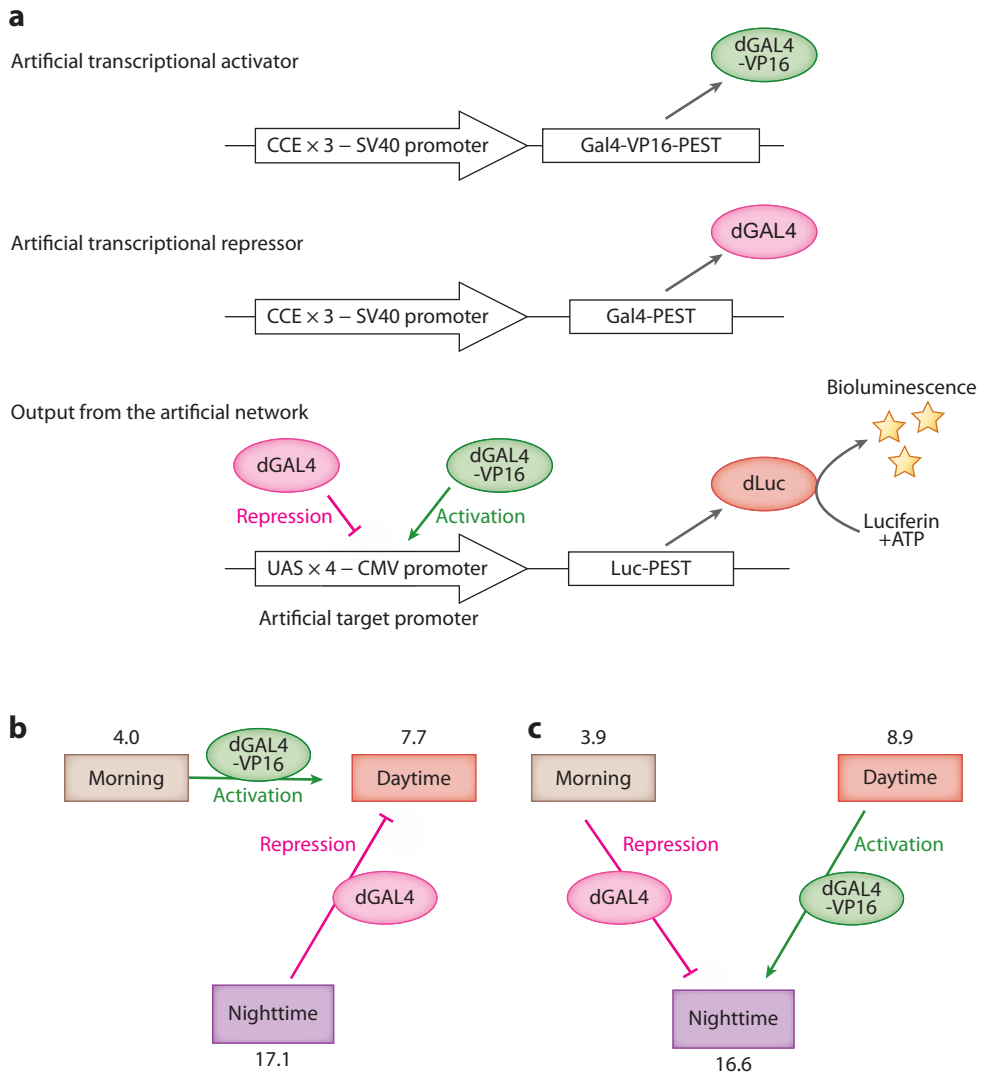 a
Artificial transcriptional activator
dGAL4
-VP16
CCE × 3 – SV40 promoter
Gal4-VP16-PEST
Artificial transcriptional repressor
dGAL4
CCE × 3 – SV40 promoter
Gal4-PEST
Output from the artificial network
Bioluminescence
dGAL4
dGAL4
-VP16
dLuc
Repression
Activation
Luciferin
+ATP
UAS × 4 – CMV promoter
Luc-PEST
Artificial target promoter
b
4.0
dGAL4
-VP16
7.7
Morning
Daytime
Activation
Repression
dGAL4
Nighttime
17.1
c
3.9
8.9
Morning
Daytime
Repression
Activation
dGAL4
dGAL4
-VP16
Nighttime
16.6